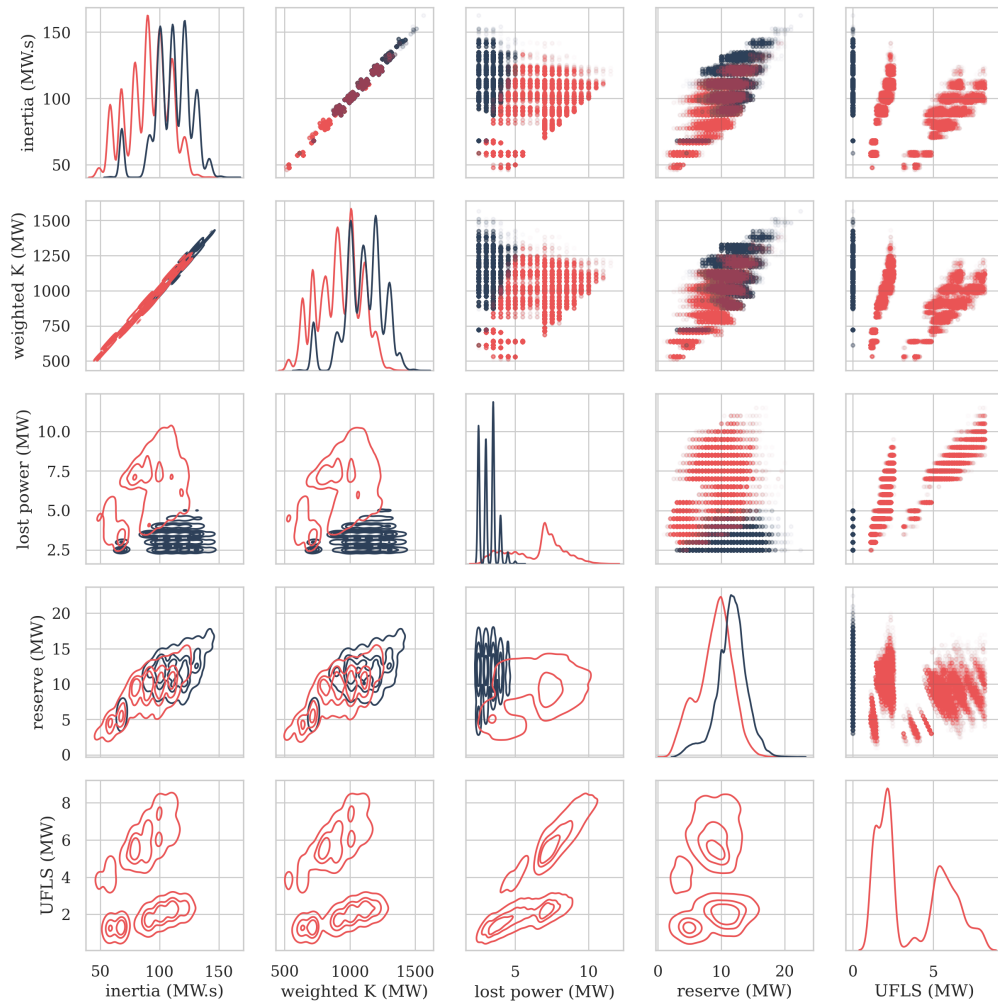 150
100
50
inertia (MW.s)
1500
1250
1000
750
500
weighted K (MW)
10.0
7.5
5.0
2.5
lost power (MW)
20
15
10
5
0
reserve (MW)
8
6
4
2
UFLS (MW)
50 100 150
500 1000 1500
5 10
0 10 20
0 5
inertia (MW.s)
weighted K (MW)
lost power (MW)
reserve (MW)
UFLS (MW)